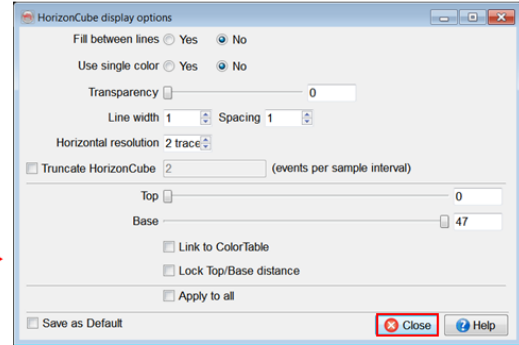 HorizonCube display options
Fill between lines Yes No
Use single color Yes No
Transparency 0
Line width 1 Spacing 1
Horizontal resolution 2 trace
Truncate HorizonCube 2 (events per sample interval)
Top 0
Base 47
Link to ColorTable
Lock Top/Base distance
Apply to all
Save as Default Close Help